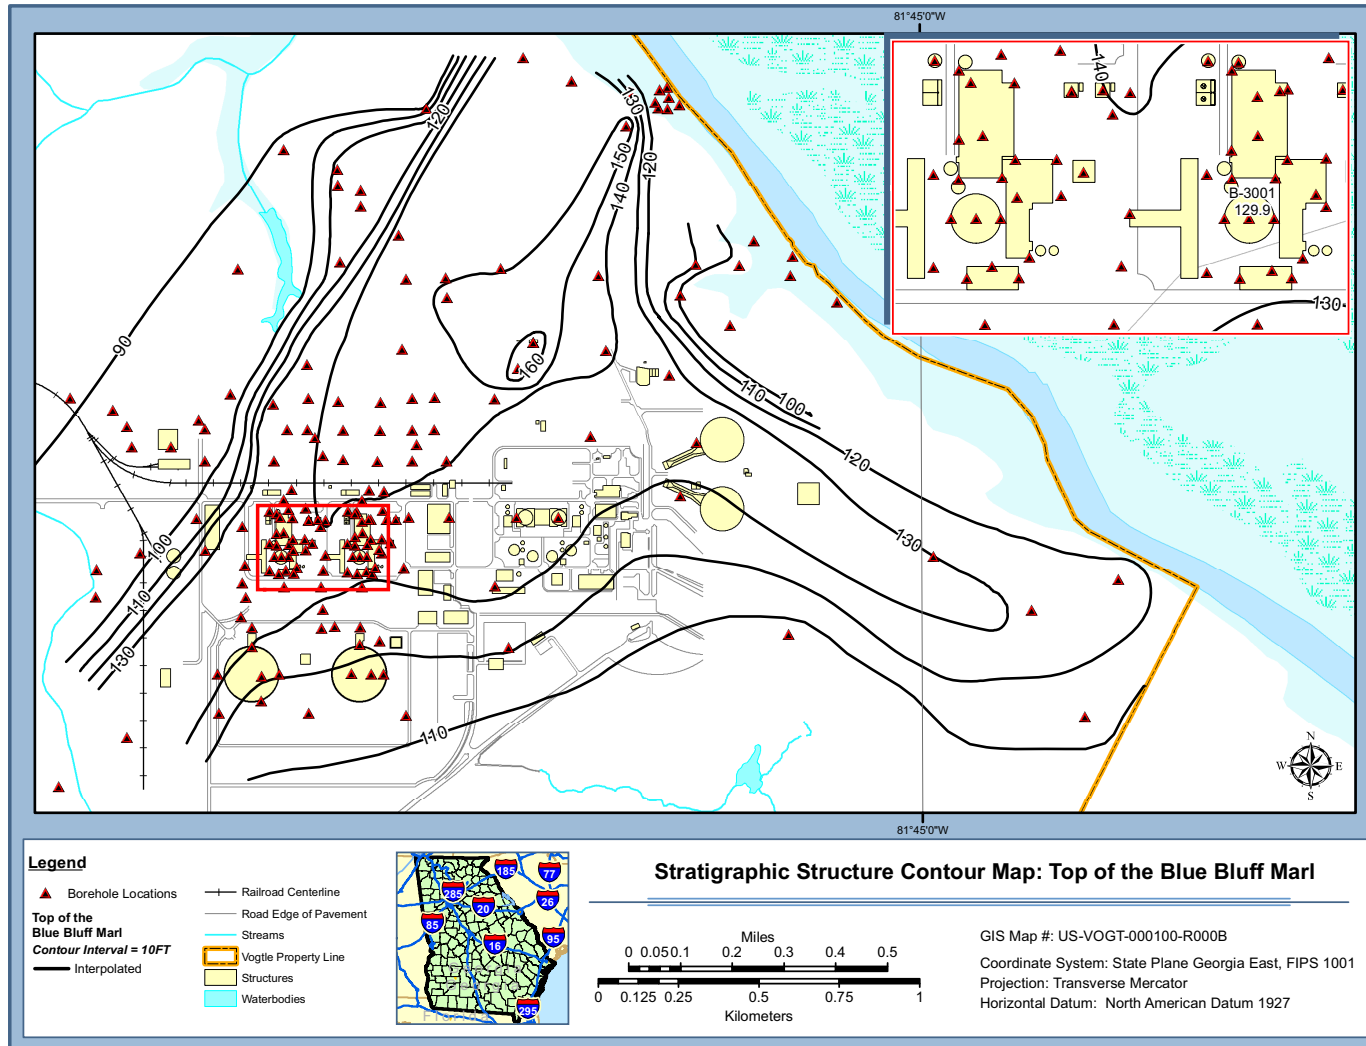 81°45'0"W
140
B-3001
129.9
130
120
130
150
120
140
90
160
110
100
120
130
100
110
130
110
N
W E
S
81°45'0"W
Legend
Borehole Locations
Top of the
Blue Bluff Marl
Contour Interval = 10FT
Interpolated
Railroad Centerline
Road Edge of Pavement
Streams
Vogtle Property Line
Structures
Waterbodies
185
77
285
20
26
85
16
95
295
Florida
Stratigraphic Structure Contour Map: Top of the Blue Bluff Marl
Miles
0 0.05 0.1 0.2 0.3 0.4 0.5
0 0.125 0.25 0.5 0.75 1
Kilometers
GIS Map #: US-VOGT-000100-R000B
Coordinate System: State Plane Georgia East, FIPS 1001
Projection: Transverse Mercator
Horizontal Datum: North American Datum 1927